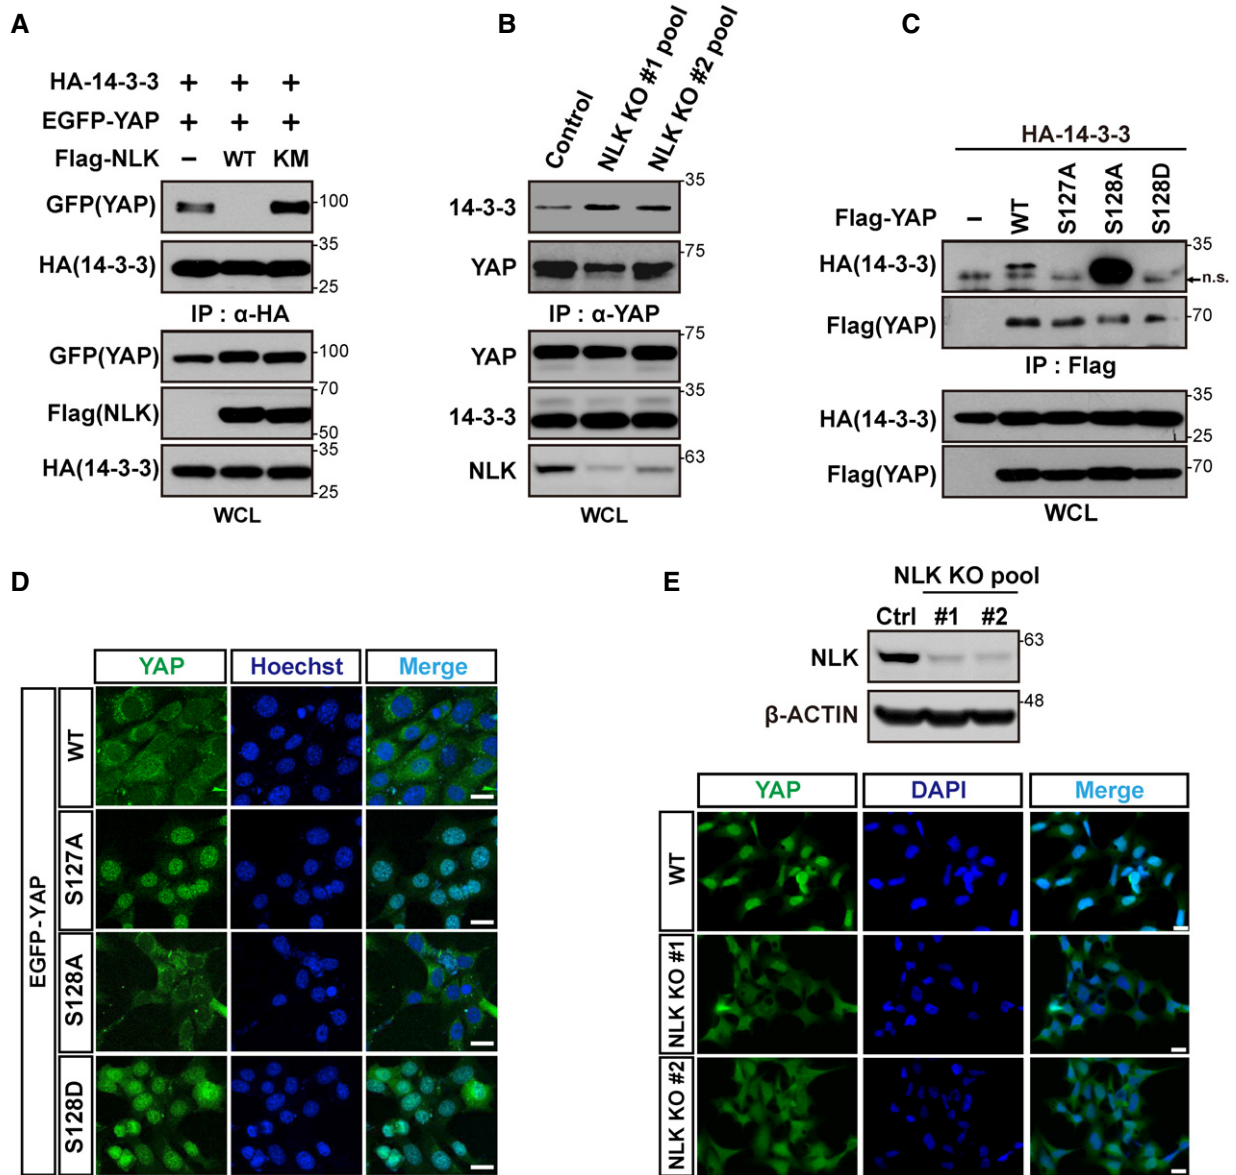 A
HA-14-3-3 + + +
EGFP-YAP + + +
Flag-NLK – WT KM
GFP(YAP) -100
HA(14-3-3) -35 -25
IP : α-HA
GFP(YAP) -100
Flag(NLK) -70 -50
HA(14-3-3) -35 -25
WCL
B
Control NLK KO #1 pool NLK KO #2 pool
14-3-3 -35
YAP -75
IP : α-YAP
YAP -75
14-3-3 -35
NLK -63
WCL
C
HA-14-3-3
Flag-YAP – WT S127A S128A S128D
HA(14-3-3) -35 n.s.
Flag(YAP) -70
IP : Flag
HA(14-3-3) -35 -25
Flag(YAP) -70
WCL
D
YAP Hoechst Merge
EGFP-YAP
WT
S127A
S128A
S128D
E
NLK KO pool
Ctrl #1 #2
NLK -63
β-ACTIN -48
YAP DAPI Merge
WT
NLK KO #1
NLK KO #2